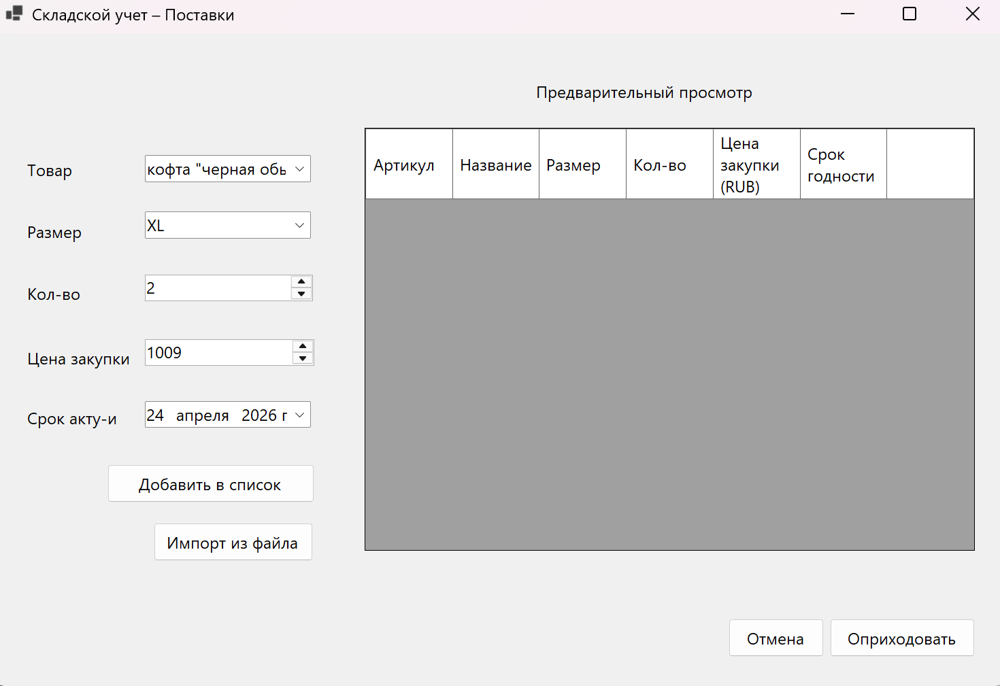 Складской учет – Поставки
Предварительный просмотр
Товар
кофта "черная обы
Размер
XL
Кол-во
2
Цена закупки
1009
Срок акту-и
24 апреля 2026 г
Добавить в список
Импорт из файла
Артикул
Название
Размер
Кол-во
Цена
закупки
(RUB)
Срок
годности
Отмена
Оприходовать